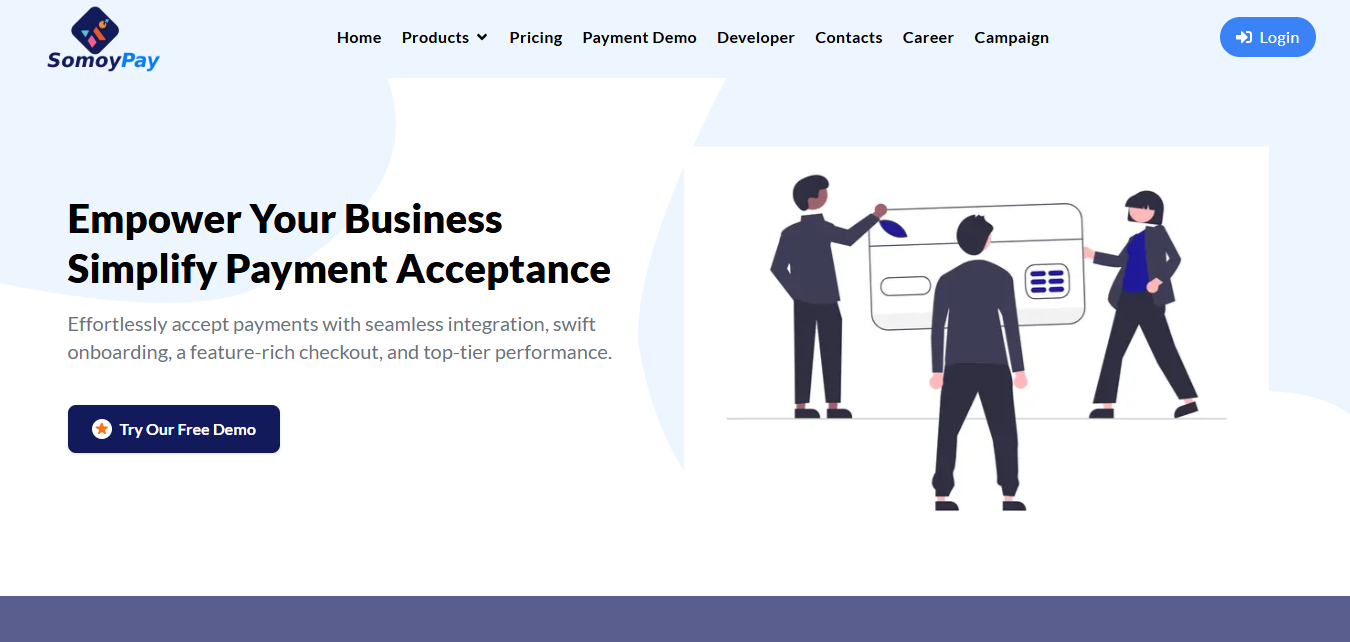 SomoyPay
Home Products Pricing Payment Demo Developer Contacts Career Campaign
Login
Empower Your Business
Simplify Payment Acceptance
Effortlessly accept payments with seamless integration, swift
onboarding, a feature-rich checkout, and top-tier performance.
Try Our Free Demo